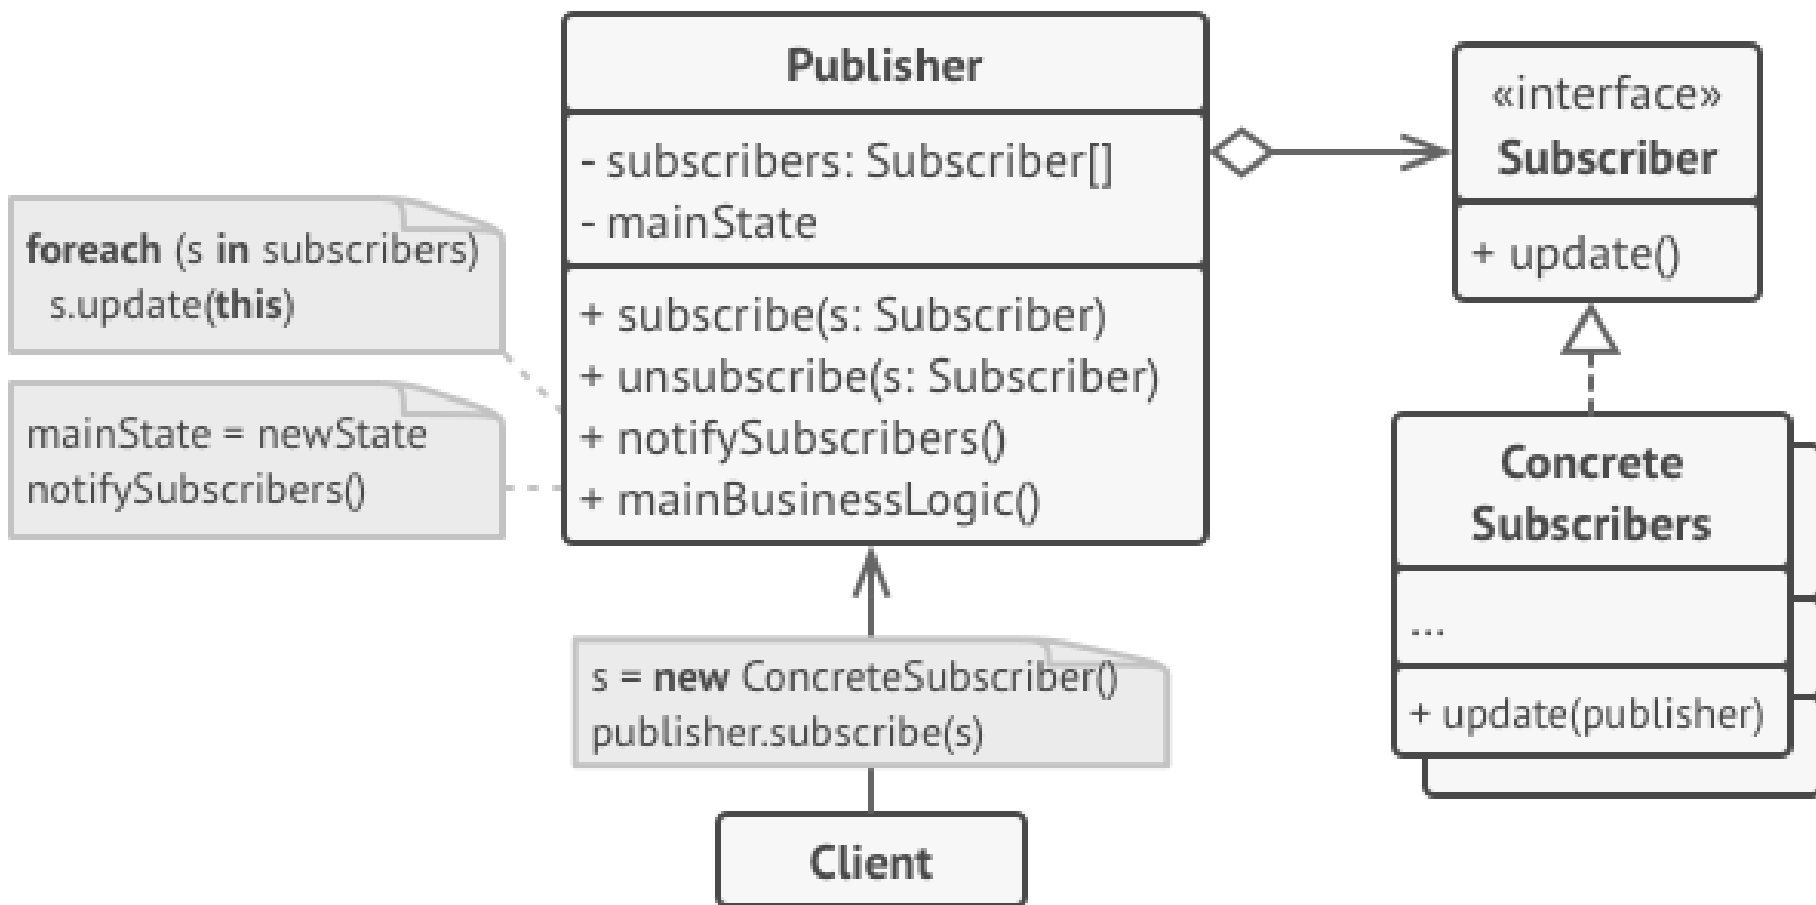 Publisher
- subscribers: Subscriber[]
- mainState
+ subscribe(s: Subscriber)
+ unsubscribe(s: Subscriber)
+ notifySubscribers()
+ mainBusinessLogic()
«interface»
Subscriber
+ update()
foreach (s in subscribers)
s.update(this)
mainState = newState
notifySubscribers()
Concrete
Subscribers
...
+ update(publisher)
s = new ConcreteSubscriber()
publisher.subscribe(s)
Client